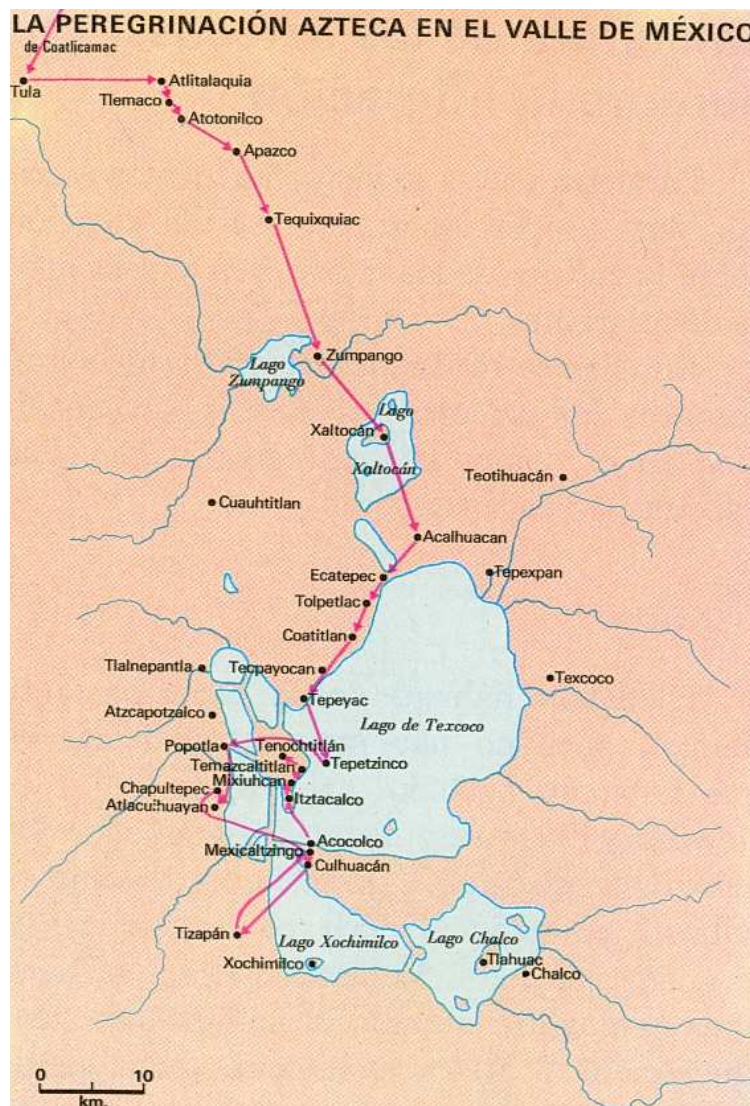 LA PEREGRINACIÓN AZTECA EN EL VALLE DE MÉXICO
de Coatlicamac
Tula
Atlitalaquia
Tlemaco
Atotonilco
Apazco
Tequixquiac
Zumpango
Lago
Zumpango
Lago
Xaltocán
Xaltocán
Teotihuacán
Cuauhtitlan
Acalhuacan
Ecatepec
Tepexpan
Tolpetlac
Coatitlan
Tlalnepantla
Tecpayocan
Texcoco
Tepeyac
Atzcapotzalco
Lago de Texcoco
Popotla
Tenochtitlán
Temazcaltitlan
Tepetzinco
Mixiuhcan
Chapultepec
Iztacalco
Atlacuihuayan
Acocolco
Mexicaltzingo
Culhuacán
Tizapán
Lago Xochimilco
Lago Chalco
Xochimilco
Tlahuac
Chalco
0 10
km.